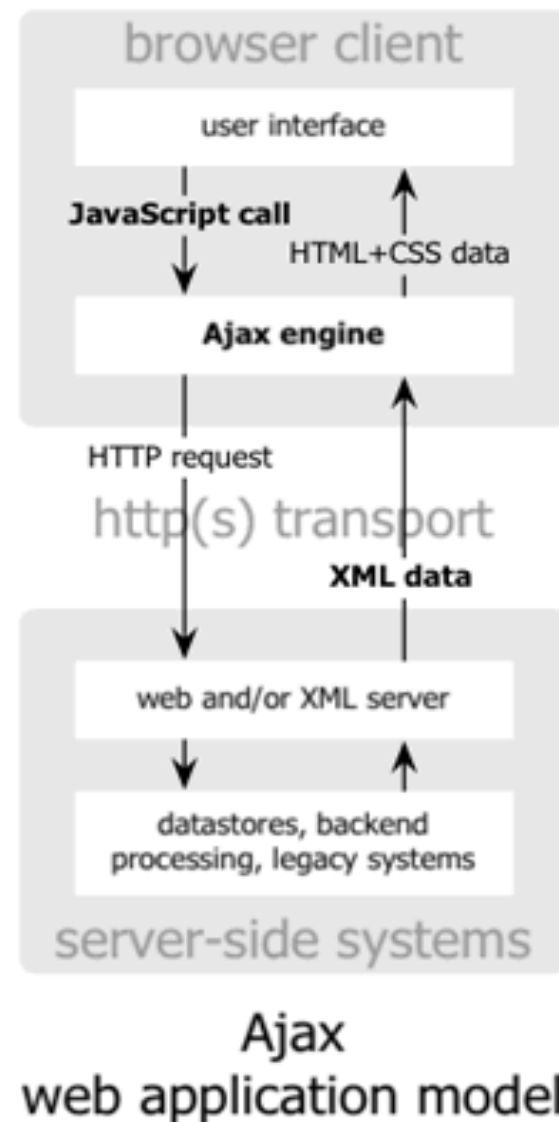 browser client
user interface
JavaScript call
HTML+CSS data
Ajax engine
HTTP request
http(s) transport
XML data
web and/or XML server
datastores, backend
processing, legacy systems
server-side systems
Ajax
web application model